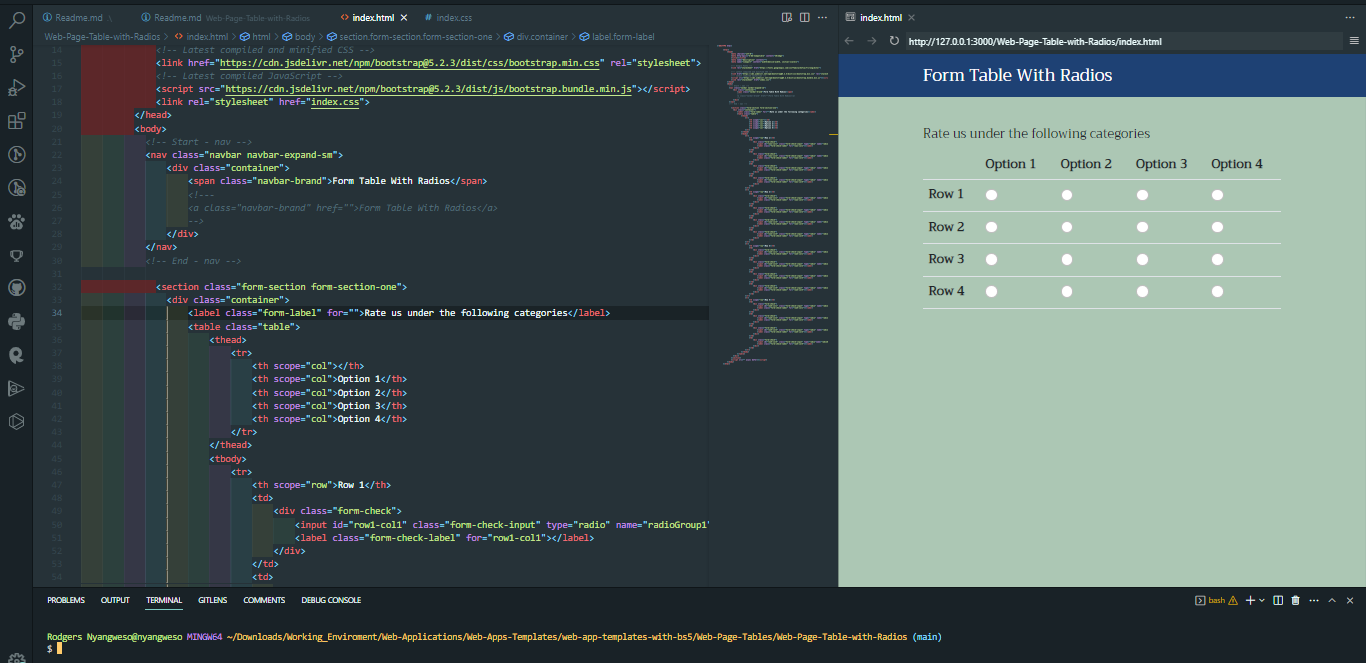 Readme.md
Readme.md Web-Page-Table-with-Radios
index.html
# index.css
Web-Page-Table-with-Radios > index.html > html > body > section.form-section.form-section-one > div.container > label.form-label
14 <!-- Latest compiled and minified CSS -->
15 <link href="https://cdn.jsdelivr.net/npm/bootstrap@5.2.3/dist/css/bootstrap.min.css" rel="stylesheet">
16 <!-- Latest compiled JavaScript -->
17 <script src="https://cdn.jsdelivr.net/npm/bootstrap@5.2.3/dist/js/bootstrap.bundle.min.js"></script>
18 <link rel="stylesheet" href="index.css">
19 </head>
20 <body>
21 <!-- Start - nav -->
22 <nav class="navbar navbar-expand-sm">
23 <div class="container">
24 <span class="navbar-brand">Form Table With Radios</span>
25 <!---
26 <a class="navbar-brand" href="">Form Table With Radios</a>
27 -->
28 </div>
29 </nav>
30 <!-- End - nav -->
31
32 <section class="form-section form-section-one">
33 <div class="container">
34 <label class="form-label" for="">Rate us under the following categories</label>
35 <table class="table">
36 <thead>
37 <tr>
38 <th scope="col"></th>
39 <th scope="col">Option 1</th>
40 <th scope="col">Option 2</th>
41 <th scope="col">Option 3</th>
42 <th scope="col">Option 4</th>
43 </tr>
44 </thead>
45 <tbody>
46 <tr>
47 <th scope="row">Row 1</th>
48 <td>
49 <div class="form-check">
50 <input id="row1-col1" class="form-check-input" type="radio" name="radioGroup1"
51 <label class="form-check-label" for="row1-col1"></label>
52 </div>
53 </td>
54 <td>
index.html
http://127.0.0.1:3000/Web-Page-Table-with-Radios/index.html
Form Table With Radios
Rate us under the following categories
Option 1 Option 2 Option 3 Option 4
Row 1
Row 2
Row 3
Row 4
PROBLEMS OUTPUT TERMINAL GITLENS COMMENTS DEBUG CONSOLE
bash
Rodgers Nyangweso@nyangweso MINGW64 ~/Downloads/Working_Enviroment/Web-Applications/Web-Apps-Templates/web-app-templates-with-bs5/Web-Page-Tables/Web-Page-Table-with-Radios (main)
$